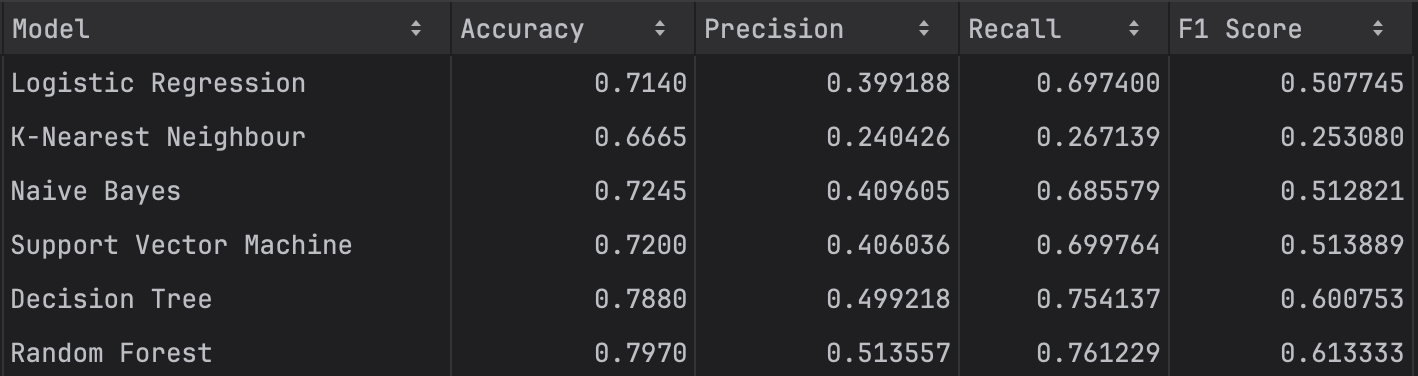 Model Accuracy Precision Recall F1 Score
Logistic Regression 0.7140 0.399188 0.697400 0.507745
K-Nearest Neighbour 0.6665 0.240426 0.267139 0.253080
Naive Bayes 0.7245 0.409605 0.685579 0.512821
Support Vector Machine 0.7200 0.406036 0.699764 0.513889
Decision Tree 0.7880 0.499218 0.754137 0.600753
Random Forest 0.7970 0.513557 0.761229 0.613333